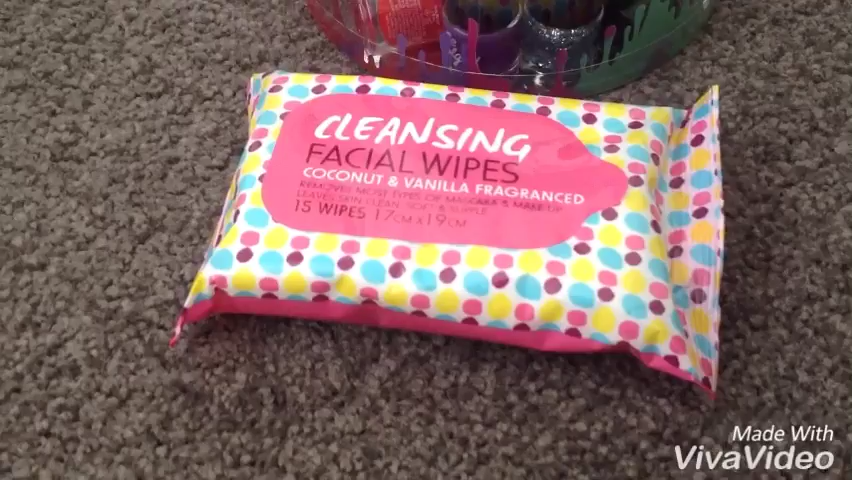 CLEANSING
FACIAL WIPES
COCONUT & VANILLA FRAGRANCED
REMOVES MOST TYPES OF MASCARA & MAKE-UP
LEAVES SKIN CLEAN, SOFT & SUPPLE
15 WIPES 17CM X 19CM
Made With
VivaVideo